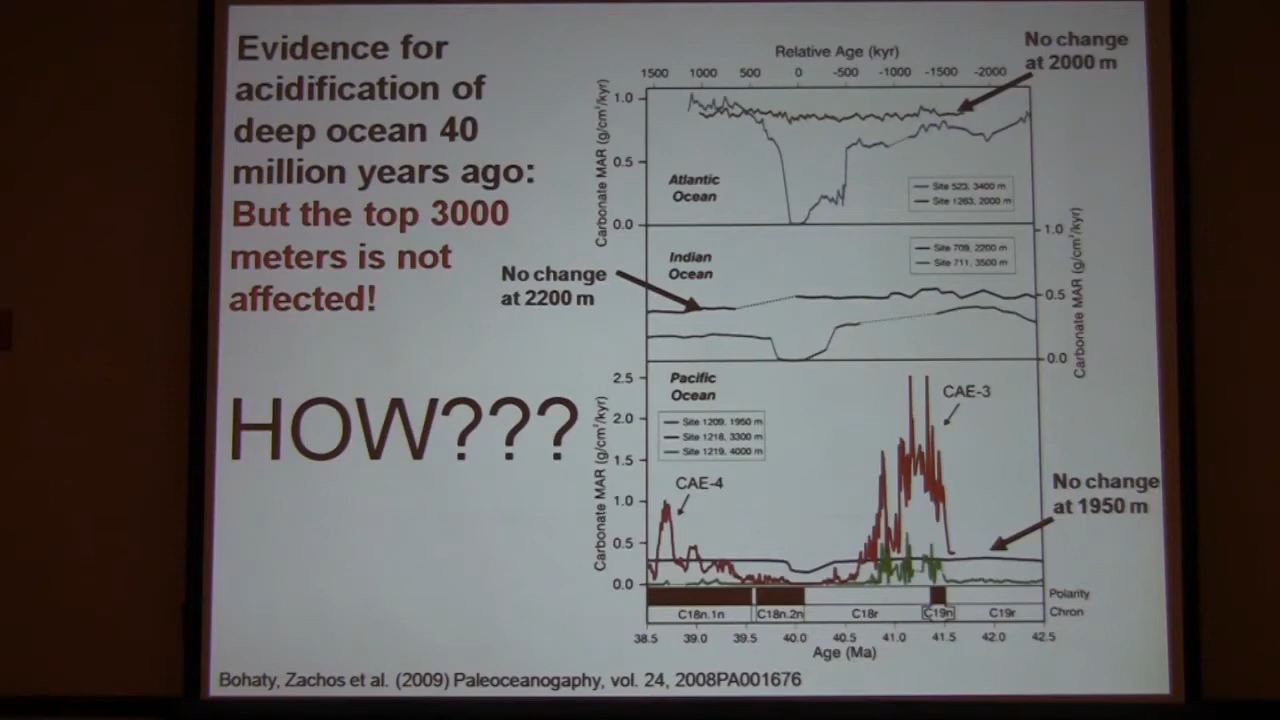 Evidence for
acidification of
deep ocean 40
million years ago:
But the top 3000
meters is not
affected!
HOW???
No change
at 2000 m
Relative Age (kyr)
1500 1000 500 0 -500 -1000 -1500 -2000
Carbonate MAR (g/cm²/kyr)
1.0
0.5
0.0
Atlantic
Ocean
Site 523, 3400 m
Site 1263, 2000 m
No change
at 2200 m
Indian
Ocean
Site 709, 2200 m
Site 711, 3500 m
1.0
0.5
0.0
Carbonate MAR (g/cm²/kyr)
Pacific
Ocean
Site 1209, 1950 m
Site 1218, 3300 m
Site 1219, 4000 m
Carbonate MAR (g/cm²/kyr)
2.5
2.0
1.5
1.0
0.5
0.0
CAE-3
CAE-4
No change
at 1950 m
Polarity
C18n.1n C18n.2n C18r C19n C19r Chron
38.5 39.0 39.5 40.0 40.5 41.0 41.5 42.0 42.5
Age (Ma)
Bohaty, Zachos et al. (2009) Paleoceanogaphy, vol. 24, 2008PA001676